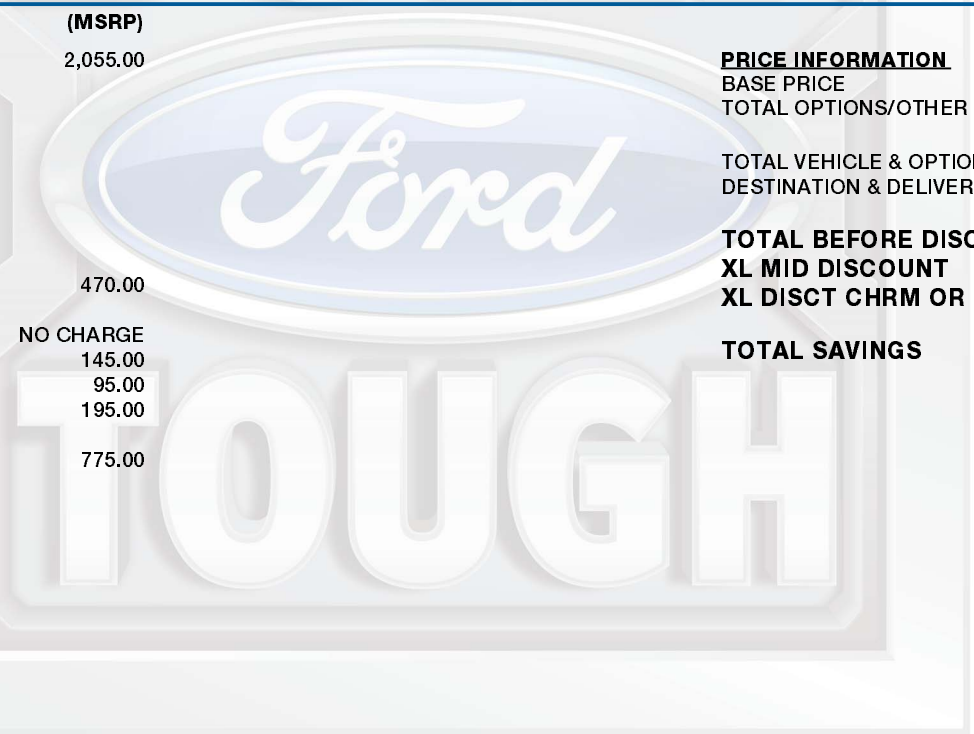 (MSRP)
2,055.00
470.00
NO CHARGE
145.00
95.00
195.00
775.00
PRICE INFORMATION
BASE PRICE
TOTAL OPTIONS/OTHER
TOTAL VEHICLE & OPTIO
DESTINATION & DELIVER
TOTAL BEFORE DISC
XL MID DISCOUNT
XL DISCT CHRM OR
TOTAL SAVINGS
Ford
TOUGH